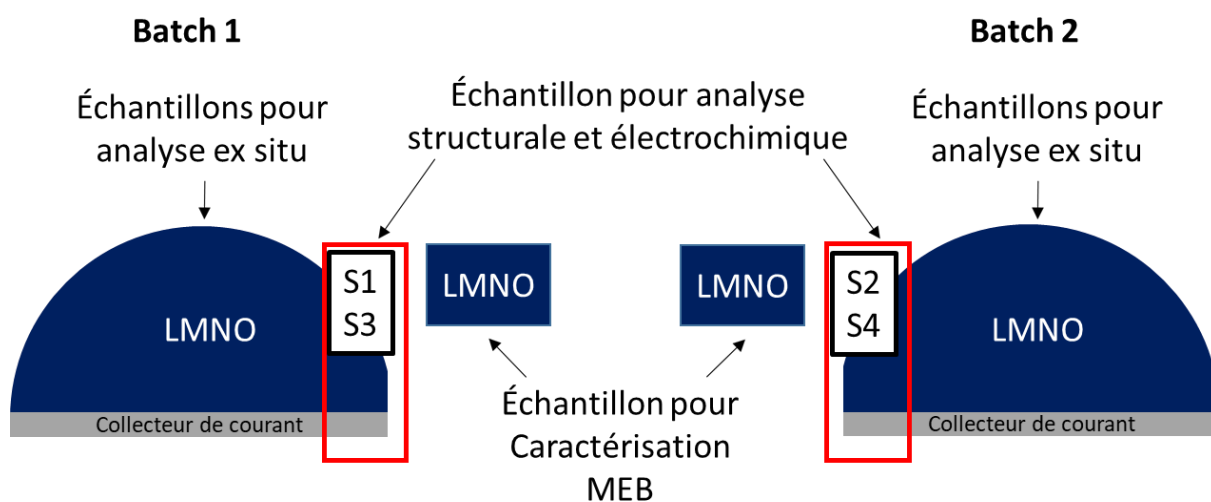 Batch 1
Batch 2
Échantillons pour
analyse ex situ
Échantillon pour analyse
structurale et électrochimique
Échantillons pour
analyse ex situ
LMNO
S1
S3
LMNO
LMNO
S2
S4
LMNO
Collecteur de courant
Échantillon pour
Caractérisation
MEB
Collecteur de courant